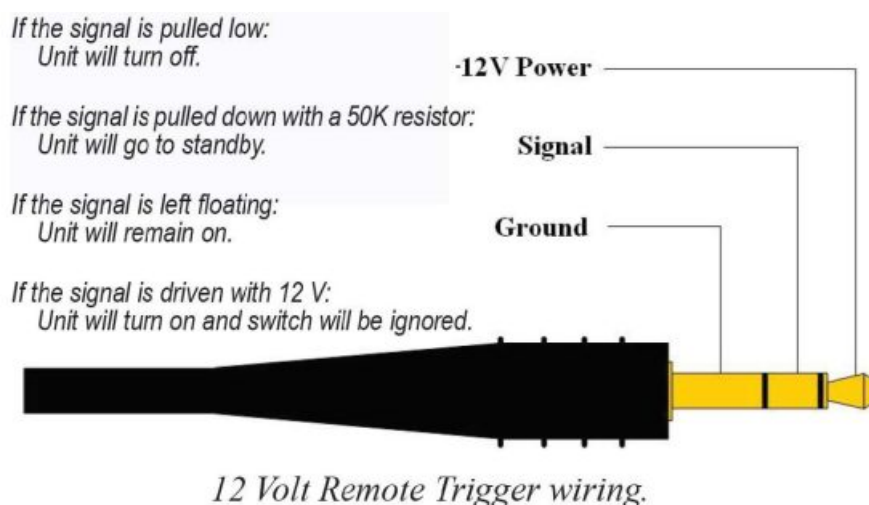 If the signal is pulled low:
Unit will turn off.
If the signal is pulled down with a 50K resistor:
Unit will go to standby.
If the signal is left floating:
Unit will remain on.
If the signal is driven with 12 V:
Unit will turn on and switch will be ignored.
-12V Power
Signal
Ground
12 Volt Remote Trigger wiring.